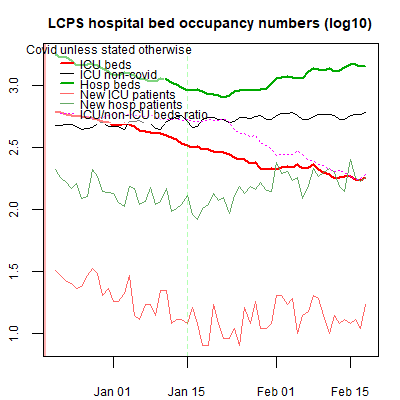 LCPS hospital bed occupancy numbers (log10)
Covid unless stated otherwise
ICU beds
ICU non-covid
Hosp beds
New ICU patients
New hosp patients
ICU/non-ICU beds ratio
3.0
2.5
2.0
1.5
1.0
Jan 01
Jan 15
Feb 01
Feb 15